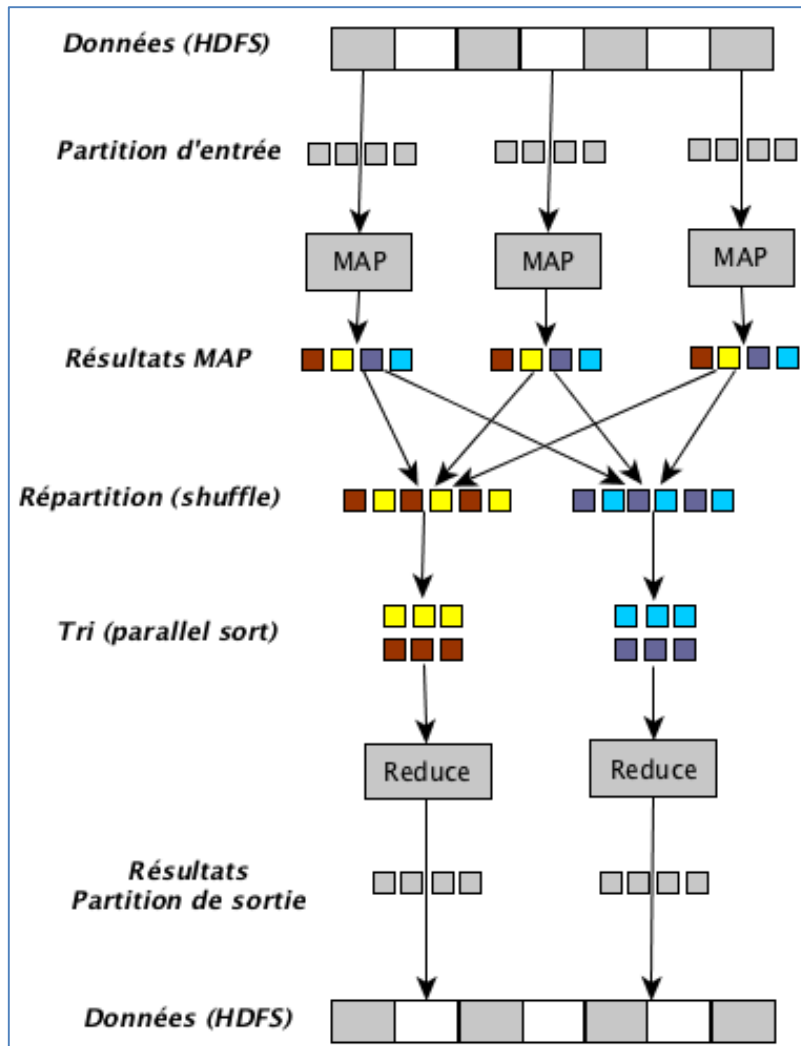 Données (HDFS)
Partition d'entrée
MAP
MAP
MAP
Résultats MAP
Répartition (shuffle)
Tri (parallel sort)
Reduce
Reduce
Résultats
Partition de sortie
Données (HDFS)